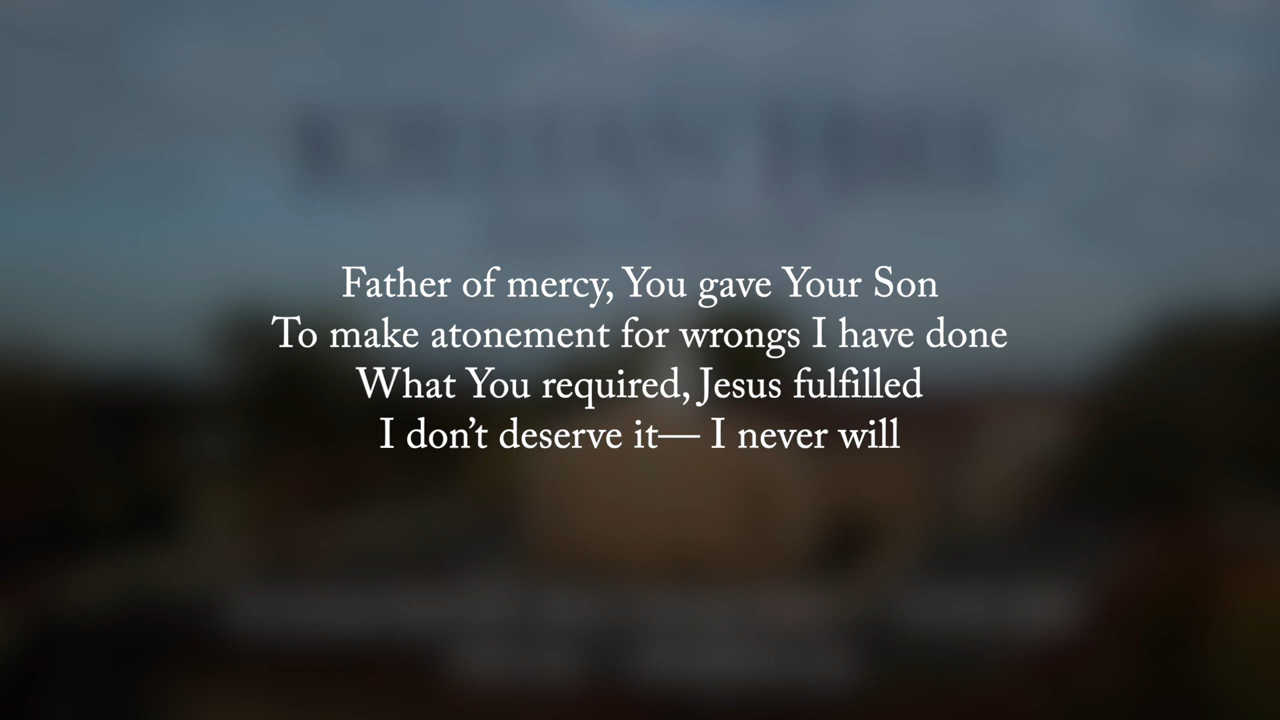 Father of mercy, You gave Your Son
To make atonement for wrongs I have done
What You required, Jesus fulfilled
I don’t deserve it— I never will